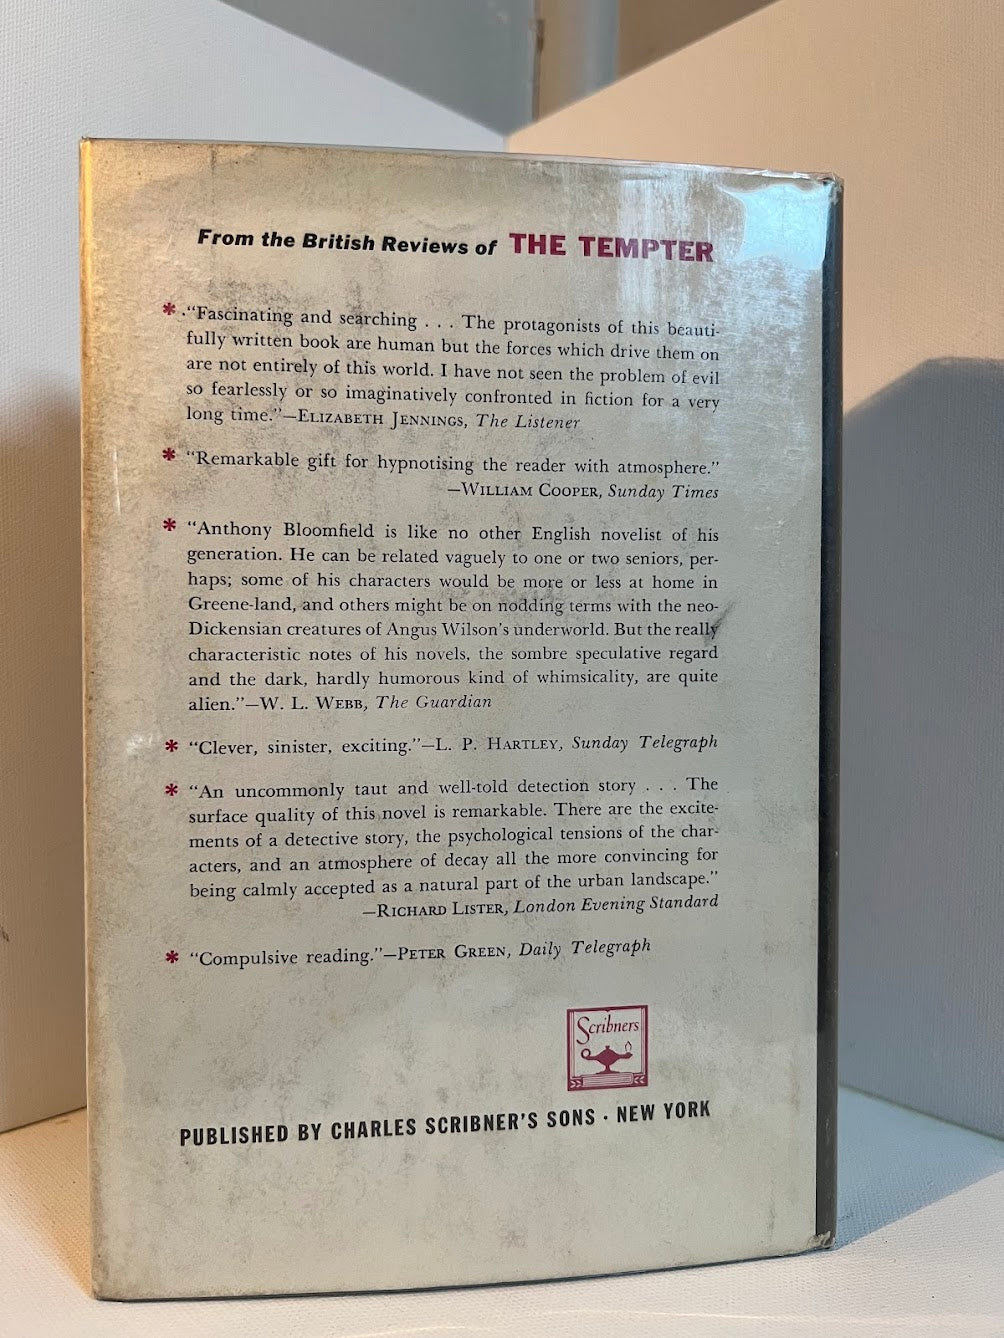 From the British Reviews of THE TEMPTER
* "Fascinating and searching . . . The protagonists of this beauti-
fully written book are human but the forces which drive them on
are not entirely of this world. I have not seen the problem of evil
so fearlessly or so imaginatively confronted in fiction for a very
long time."—ELIZABETH JENNINGS, The Listener
* "Remarkable gift for hypnotising the reader with atmosphere."
—WILLIAM COOPER, Sunday Times
* "Anthony Bloomfield is like no other English novelist of his
generation. He can be related vaguely to one or two seniors, per-
haps; some of his characters would be more or less at home in
Greene-land, and others might be on nodding terms with the neo-
Dickensian creatures of Angus Wilson's underworld. But the really
characteristic notes of his novels, the sombre speculative regard
and the dark, hardly humorous kind of whimsicality, are quite
alien."—W. L. WEBB, The Guardian
* "Clever, sinister, exciting."—L. P. HARTLEY, Sunday Telegraph
* "An uncommonly taut and well-told detection story . . . The
surface quality of this novel is remarkable. There are the excite-
ments of a detective story, the psychological tensions of the char-
acters, and an atmosphere of decay all the more convincing for
being calmly accepted as a natural part of the urban landscape."
—RICHARD LISTER, London Evening Standard
* "Compulsive reading."—PETER GREEN, Daily Telegraph
Scribners
PUBLISHED BY CHARLES SCRIBNER'S SONS · NEW YORK